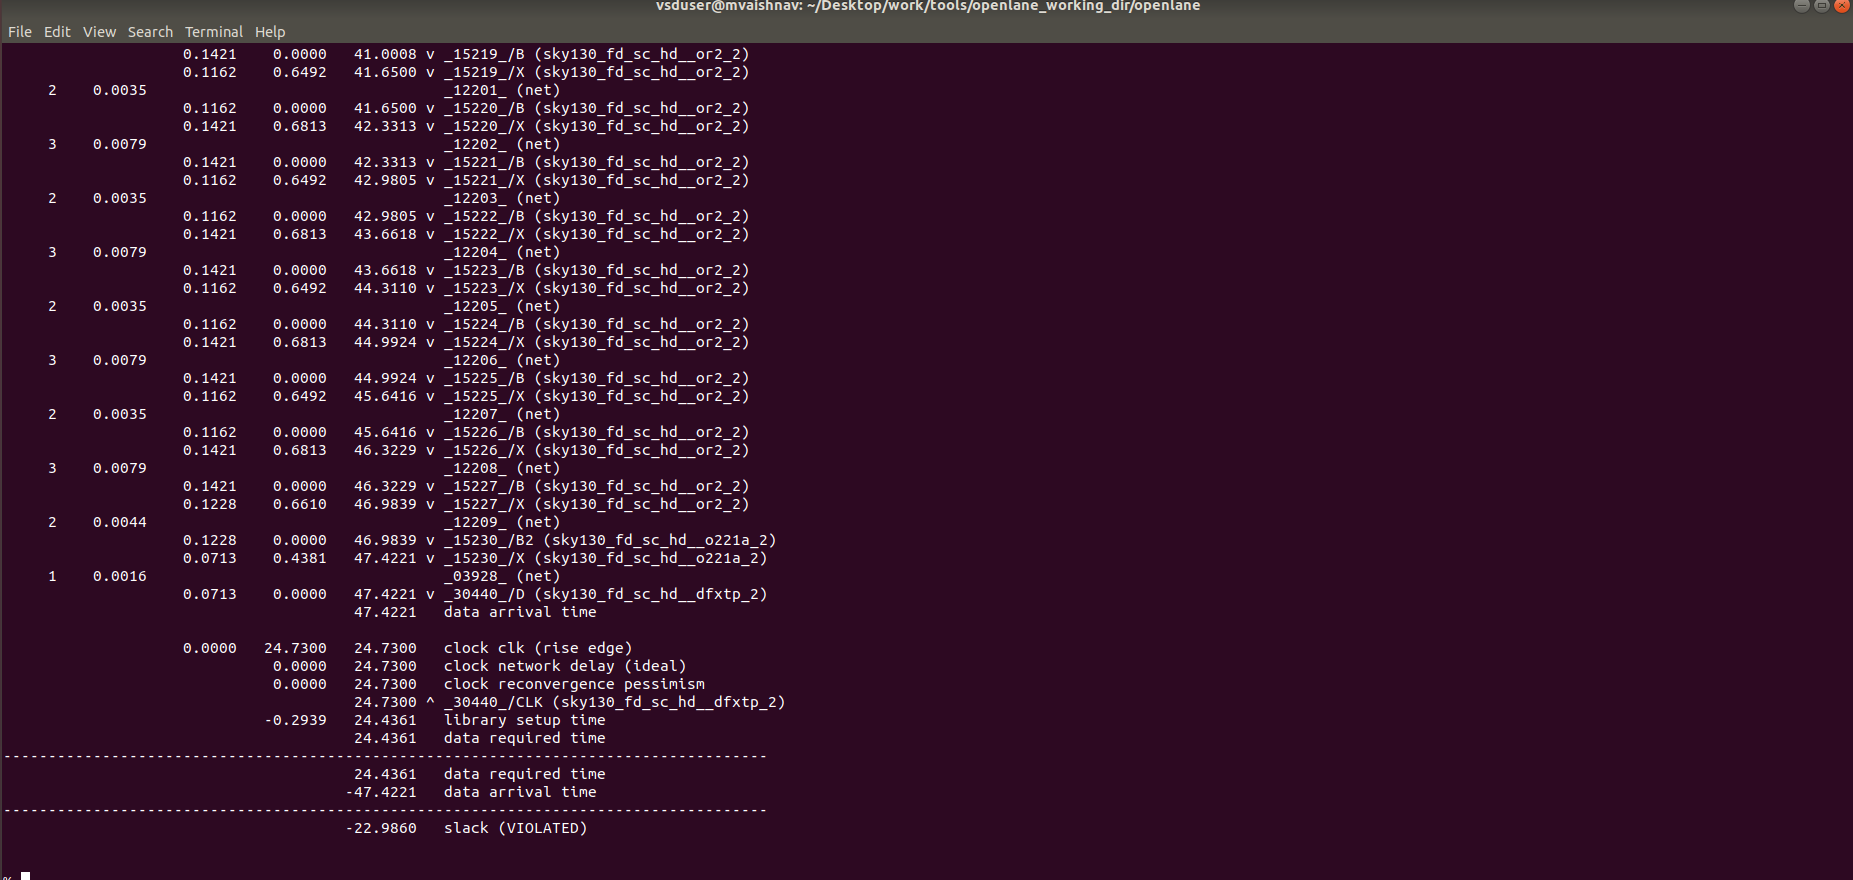 vsduser@mvaishnav: ~/Desktop/work/tools/openlane_working_dir/openlane
File Edit View Search Terminal Help
0.1421 0.0000 41.0008 v _15219_/B (sky130_fd_sc_hd__or2_2)
0.1162 0.6492 41.6500 v _15219_/X (sky130_fd_sc_hd__or2_2)
2 0.0035 _12201_ (net)
0.1162 0.0000 41.6500 v _15220_/B (sky130_fd_sc_hd__or2_2)
0.1421 0.6813 42.3313 v _15220_/X (sky130_fd_sc_hd__or2_2)
3 0.0079 _12202_ (net)
0.1421 0.0000 42.3313 v _15221_/B (sky130_fd_sc_hd__or2_2)
0.1162 0.6492 42.9805 v _15221_/X (sky130_fd_sc_hd__or2_2)
2 0.0035 _12203_ (net)
0.1162 0.0000 42.9805 v _15222_/B (sky130_fd_sc_hd__or2_2)
0.1421 0.6813 43.6618 v _15222_/X (sky130_fd_sc_hd__or2_2)
3 0.0079 _12204_ (net)
0.1421 0.0000 43.6618 v _15223_/B (sky130_fd_sc_hd__or2_2)
0.1162 0.6492 44.3110 v _15223_/X (sky130_fd_sc_hd__or2_2)
2 0.0035 _12205_ (net)
0.1162 0.0000 44.3110 v _15224_/B (sky130_fd_sc_hd__or2_2)
0.1421 0.6813 44.9924 v _15224_/X (sky130_fd_sc_hd__or2_2)
3 0.0079 _12206_ (net)
0.1421 0.0000 44.9924 v _15225_/B (sky130_fd_sc_hd__or2_2)
0.1162 0.6492 45.6416 v _15225_/X (sky130_fd_sc_hd__or2_2)
2 0.0035 _12207_ (net)
0.1162 0.0000 45.6416 v _15226_/B (sky130_fd_sc_hd__or2_2)
0.1421 0.6813 46.3229 v _15226_/X (sky130_fd_sc_hd__or2_2)
3 0.0079 _12208_ (net)
0.1421 0.0000 46.3229 v _15227_/B (sky130_fd_sc_hd__or2_2)
0.1228 0.6610 46.9839 v _15227_/X (sky130_fd_sc_hd__or2_2)
2 0.0044 _12209_ (net)
0.1228 0.0000 46.9839 v _15230_/B2 (sky130_fd_sc_hd__o221a_2)
0.0713 0.4381 47.4221 v _15230_/X (sky130_fd_sc_hd__o221a_2)
1 0.0016 _03928_ (net)
0.0713 0.0000 47.4221 v _30440_/D (sky130_fd_sc_hd__dfxtp_2)
47.4221 data arrival time
0.0000 24.7300 24.7300 clock clk (rise edge)
0.0000 24.7300 clock network delay (ideal)
0.0000 24.7300 clock reconvergence pessimism
24.7300 ^ _30440_/CLK (sky130_fd_sc_hd__dfxtp_2)
-0.2939 24.4361 library setup time
24.4361 data required time
-------------------------------------------------------------------------------------
24.4361 data required time
-47.4221 data arrival time
-------------------------------------------------------------------------------------
-22.9860 slack (VIOLATED)
%